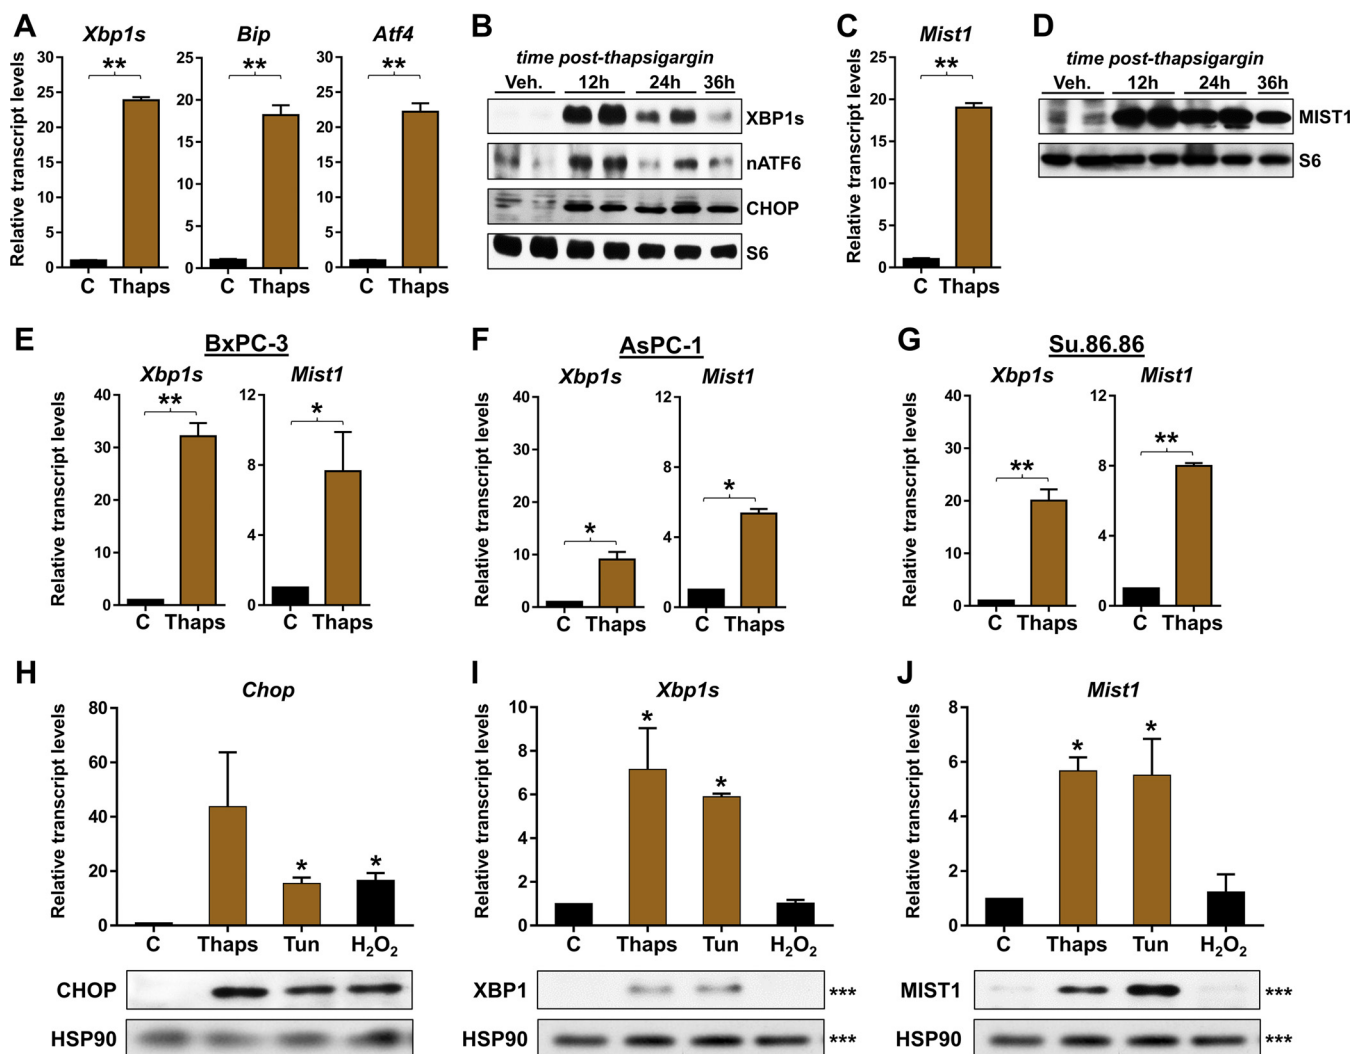 A
Xbp1s
Bip
Atf4
Relative transcript levels
30
25
20
15
10
5
0
**
C Thaps
25
20
15
10
5
0
**
C Thaps
30
25
20
15
10
5
0
**
C Thaps
B
time post-thapsigargin
Veh. 12h 24h 36h
XBP1s
nATF6
CHOP
S6
C
Mist1
Relative transcript levels
25
20
15
10
5
0
**
C Thaps
D
time post-thapsigargin
Veh. 12h 24h 36h
MIST1
S6
E
BxPC-3
Xbp1s
Mist1
Relative transcript levels
40
30
20
10
0
**
C Thaps
12
8
4
0
*
C Thaps
F
AsPC-1
Xbp1s
Mist1
Relative transcript levels
40
30
20
10
0
*
C Thaps
12
8
4
0
*
C Thaps
G
Su.86.86
Xbp1s
Mist1
Relative transcript levels
40
30
20
10
0
**
C Thaps
12
8
4
0
**
C Thaps
H
Chop
Relative transcript levels
80
60
40
20
0
* *
C Thaps Tun H₂O₂
CHOP
HSP90
I
Xbp1s
Relative transcript levels
10
8
6
4
2
0
* *
C Thaps Tun H₂O₂
XBP1 ***
HSP90 ***
J
Mist1
Relative transcript levels
8
6
4
2
0
* *
C Thaps Tun H₂O₂
MIST1 ***
HSP90 ***